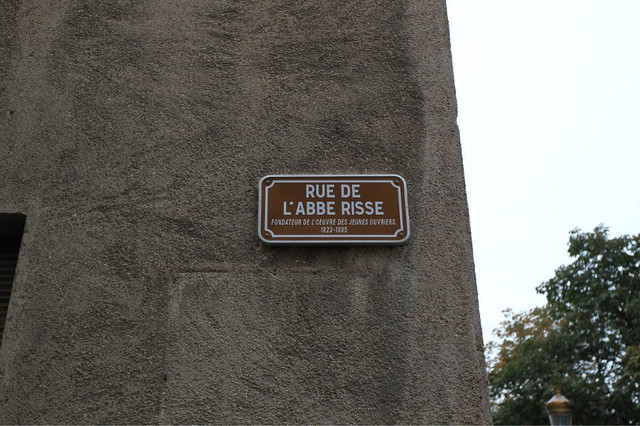 RUE DE
L'ABBE RISSE
FONDATEUR DE L'OEUVRE DES JEUNES OUVRIERS.
1823-1885